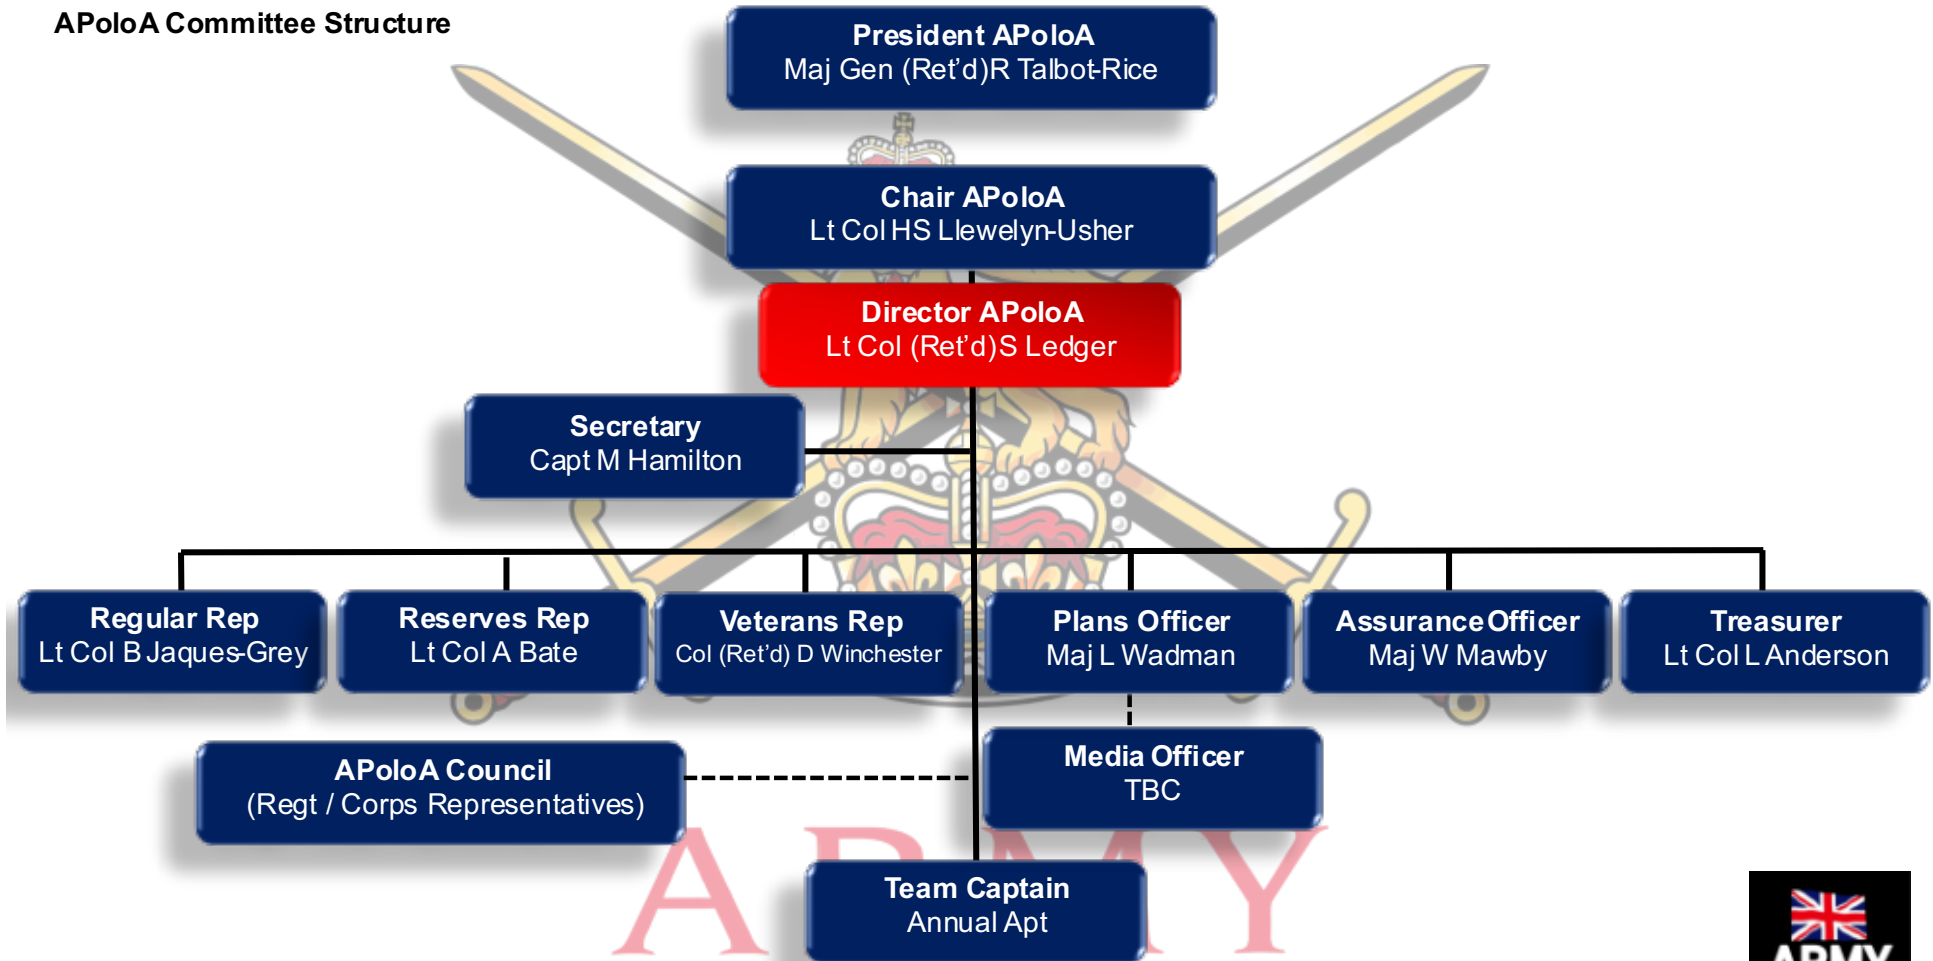 APoloA Committee Structure
President APoloA
Maj Gen (Ret’d) R Talbot-Rice
Chair APoloA
Lt Col HS Llewelyn-Usher
Director APoloA
Lt Col (Ret’d) S Ledger
Secretary
Capt M Hamilton
Regular Rep
Lt Col B Jaques-Grey
Reserves Rep
Lt Col A Bate
Veterans Rep
Col (Ret’d) D Winchester
Plans Officer
Maj L Wadman
Assurance Officer
Maj W Mawby
Treasurer
Lt Col L Anderson
APoloA Council
(Regt / Corps Representatives)
Media Officer
TBC
Team Captain
Annual Apt
ARMY
ARMY